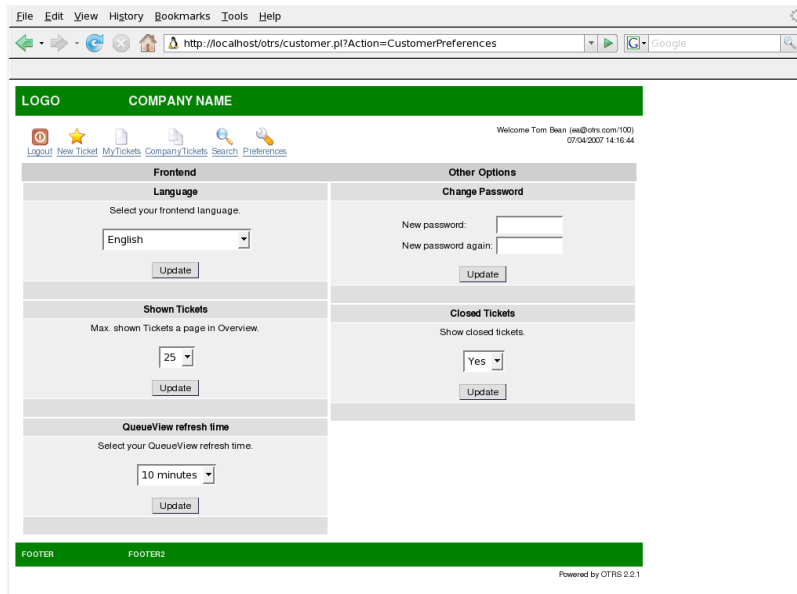 File Edit View History Bookmarks Tools Help
http://localhost/otrs/customer.pl?Action=CustomerPreferences
G Google
LOGO COMPANY NAME
Welcome Tom Bean (ea@otrs.com/100)
07/04/2007 14:16:44
Logout New Ticket MyTickets CompanyTickets Search Preferences
Frontend
Language
Select your frontend language.
English
Update
Shown Tickets
Max. shown Tickets a page in Overview.
25
Update
QueueView refresh time
Select your QueueView refresh time.
10 minutes
Update
Other Options
Change Password
New password:
New password again:
Update
Closed Tickets
Show closed tickets.
Yes
Update
FOOTER FOOTER2
Powered by OTRS 2.2.1